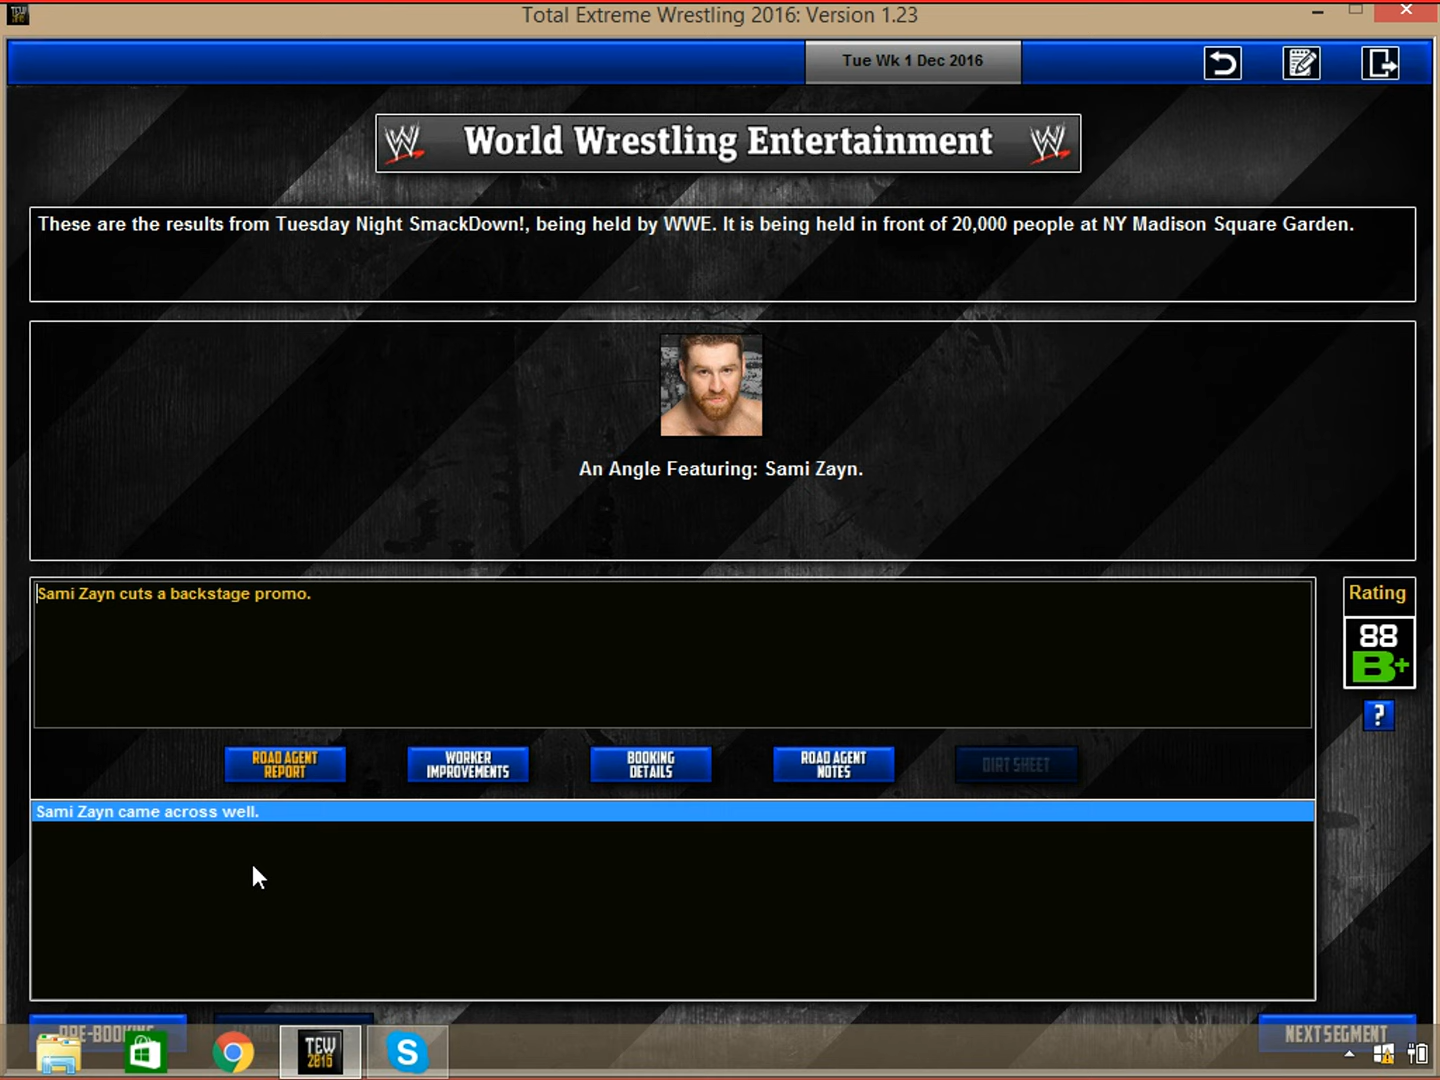 Total Extreme Wrestling 2016: Version 1.23
Tue Wk 1 Dec 2016
World Wrestling Entertainment
These are the results from Tuesday Night SmackDown!, being held by WWE. It is being held in front of 20,000 people at NY Madison Square Garden.
An Angle Featuring: Sami Zayn.
Sami Zayn cuts a backstage promo.
Rating
88
B+
?
ROAD AGENT
REPORT
WORKER
IMPROVEMENTS
BOOKING
DETAILS
ROAD AGENT
NOTES
DIRT SHEET
Sami Zayn came across well.
PRE-BOOKING
NEXT SEGMENT
TEW
2016
S